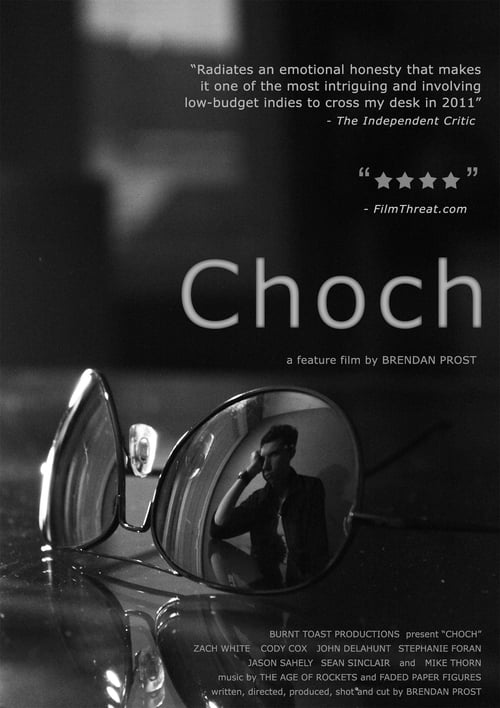 “Radiates an emotional honesty that makes
it one of the most intriguing and involving
low-budget indies to cross my desk in 2011”
- The Independent Critic
“★★★★”
- FilmThreat.com
Choch
a feature film by BRENDAN PROST
BURNT TOAST PRODUCTIONS present “CHOCH”
ZACH WHITE CODY COX JOHN DELAHUNT STEPHANIE FORAN
JASON SAHELY SEAN SINCLAIR and MIKE THORN
music by THE AGE OF ROCKETS and FADED PAPER FIGURES
written, directed, produced, shot and cut by BRENDAN PROST